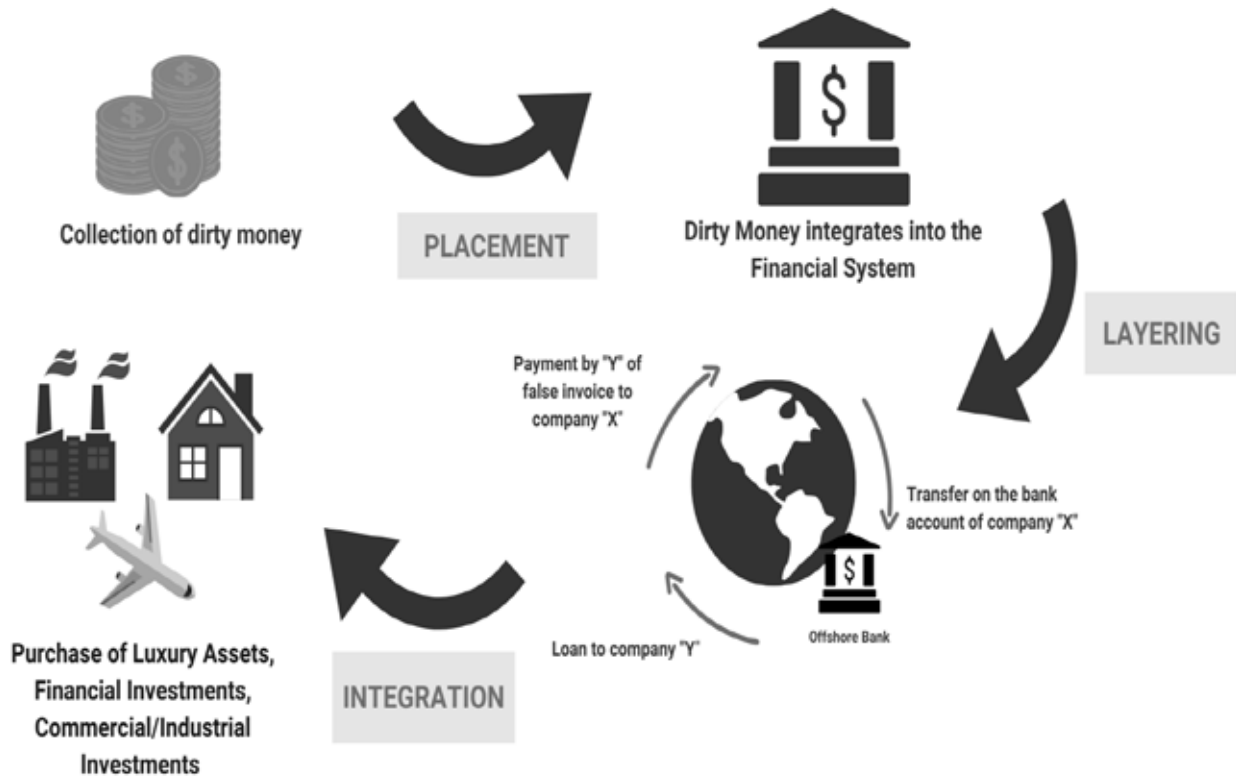 Collection of dirty money
PLACEMENT
$
Dirty Money integrates into the
Financial System
LAYERING
Payment by "Y" of
false invoice to
company "X"
Transfer on the bank
account of company "X"
$
Offshore Bank
Loan to company "Y"
INTEGRATION
Purchase of Luxury Assets,
Financial Investments,
Commercial/Industrial
Investments